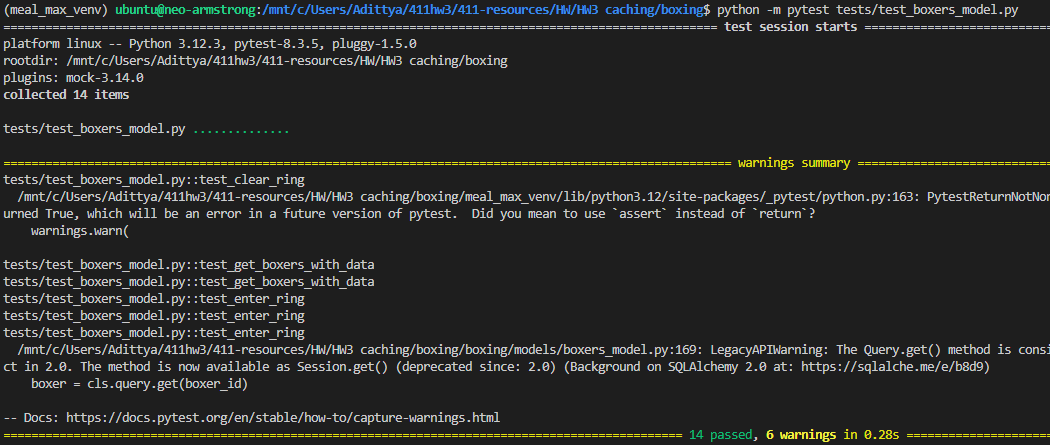 (meal_max_venv) ubuntu@neo-armstrong:/mnt/c/Users/Adittya/411hw3/411-resources/HW/HW3 caching/boxing$ python -m pytest tests/test_boxers_model.py
====================================================================================================== test session starts ===========================
platform linux -- Python 3.12.3, pytest-8.3.5, pluggy-1.5.0
rootdir: /mnt/c/Users/Adittya/411hw3/411-resources/HW/HW3 caching/boxing
plugins: mock-3.14.0
collected 14 items
tests/test_boxers_model.py ..............
======================================================================================================== warnings summary ============================
tests/test_boxers_model.py::test_clear_ring
/mnt/c/Users/Adittya/411hw3/411-resources/HW/HW3 caching/boxing/meal_max_venv/lib/python3.12/site-packages/_pytest/python.py:163: PytestReturnNotNon
urned True, which will be an error in a future version of pytest.  Did you mean to use `assert` instead of `return`?
warnings.warn(
tests/test_boxers_model.py::test_get_boxers_with_data
tests/test_boxers_model.py::test_get_boxers_with_data
tests/test_boxers_model.py::test_enter_ring
tests/test_boxers_model.py::test_enter_ring
tests/test_boxers_model.py::test_enter_ring
/mnt/c/Users/Adittya/411hw3/411-resources/HW/HW3 caching/boxing/boxing/models/boxers_model.py:169: LegacyAPIWarning: The Query.get() method is consi
ct in 2.0. The method is now available as Session.get() (deprecated since: 2.0) (Background on SQLAlchemy 2.0 at: https://sqlalche.me/e/b8d9)
boxer = cls.query.get(boxer_id)
-- Docs: https://docs.pytest.org/en/stable/how-to/capture-warnings.html
================================================================================================= 14 passed, 6 warnings in 0.28s =====================